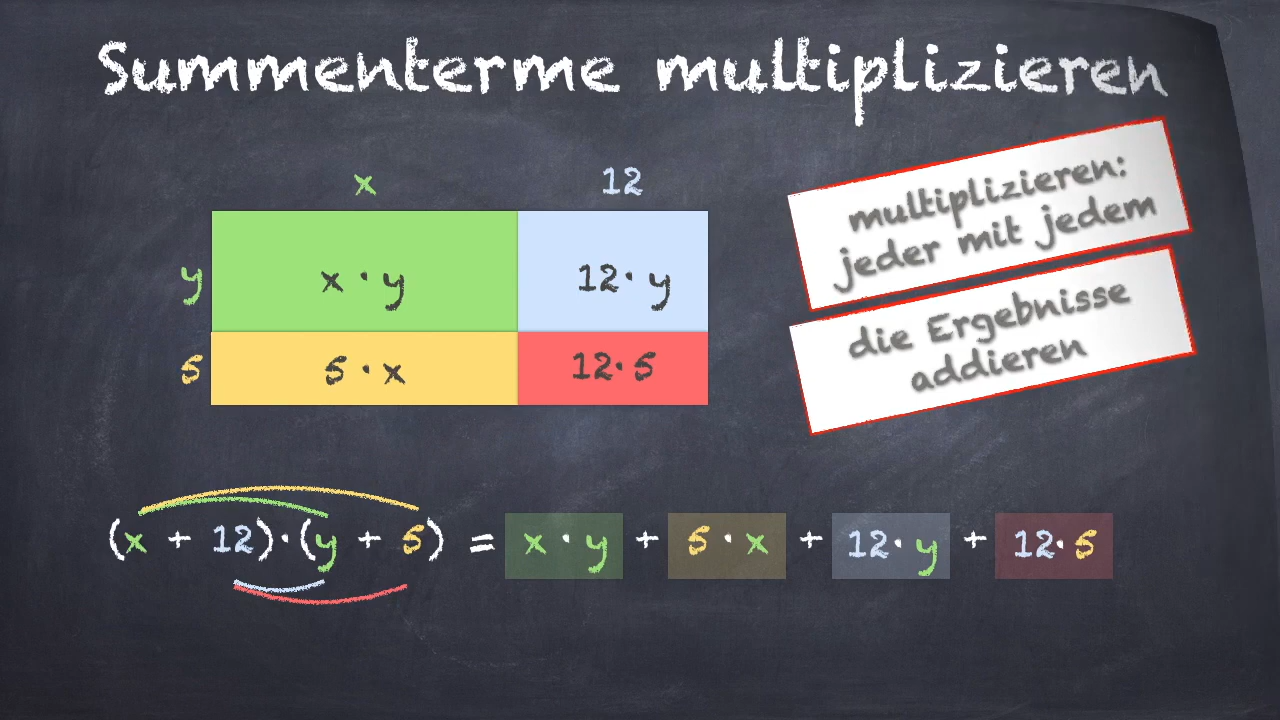 Summenterme multiplizieren
x 12
y x · y 12 · y
5 5 · x 12 · 5
multiplizieren:
jeder mit jedem
die Ergebnisse
addieren
(x + 12) · (y + 5) = x · y + 5 · x + 12 · y + 12 · 5